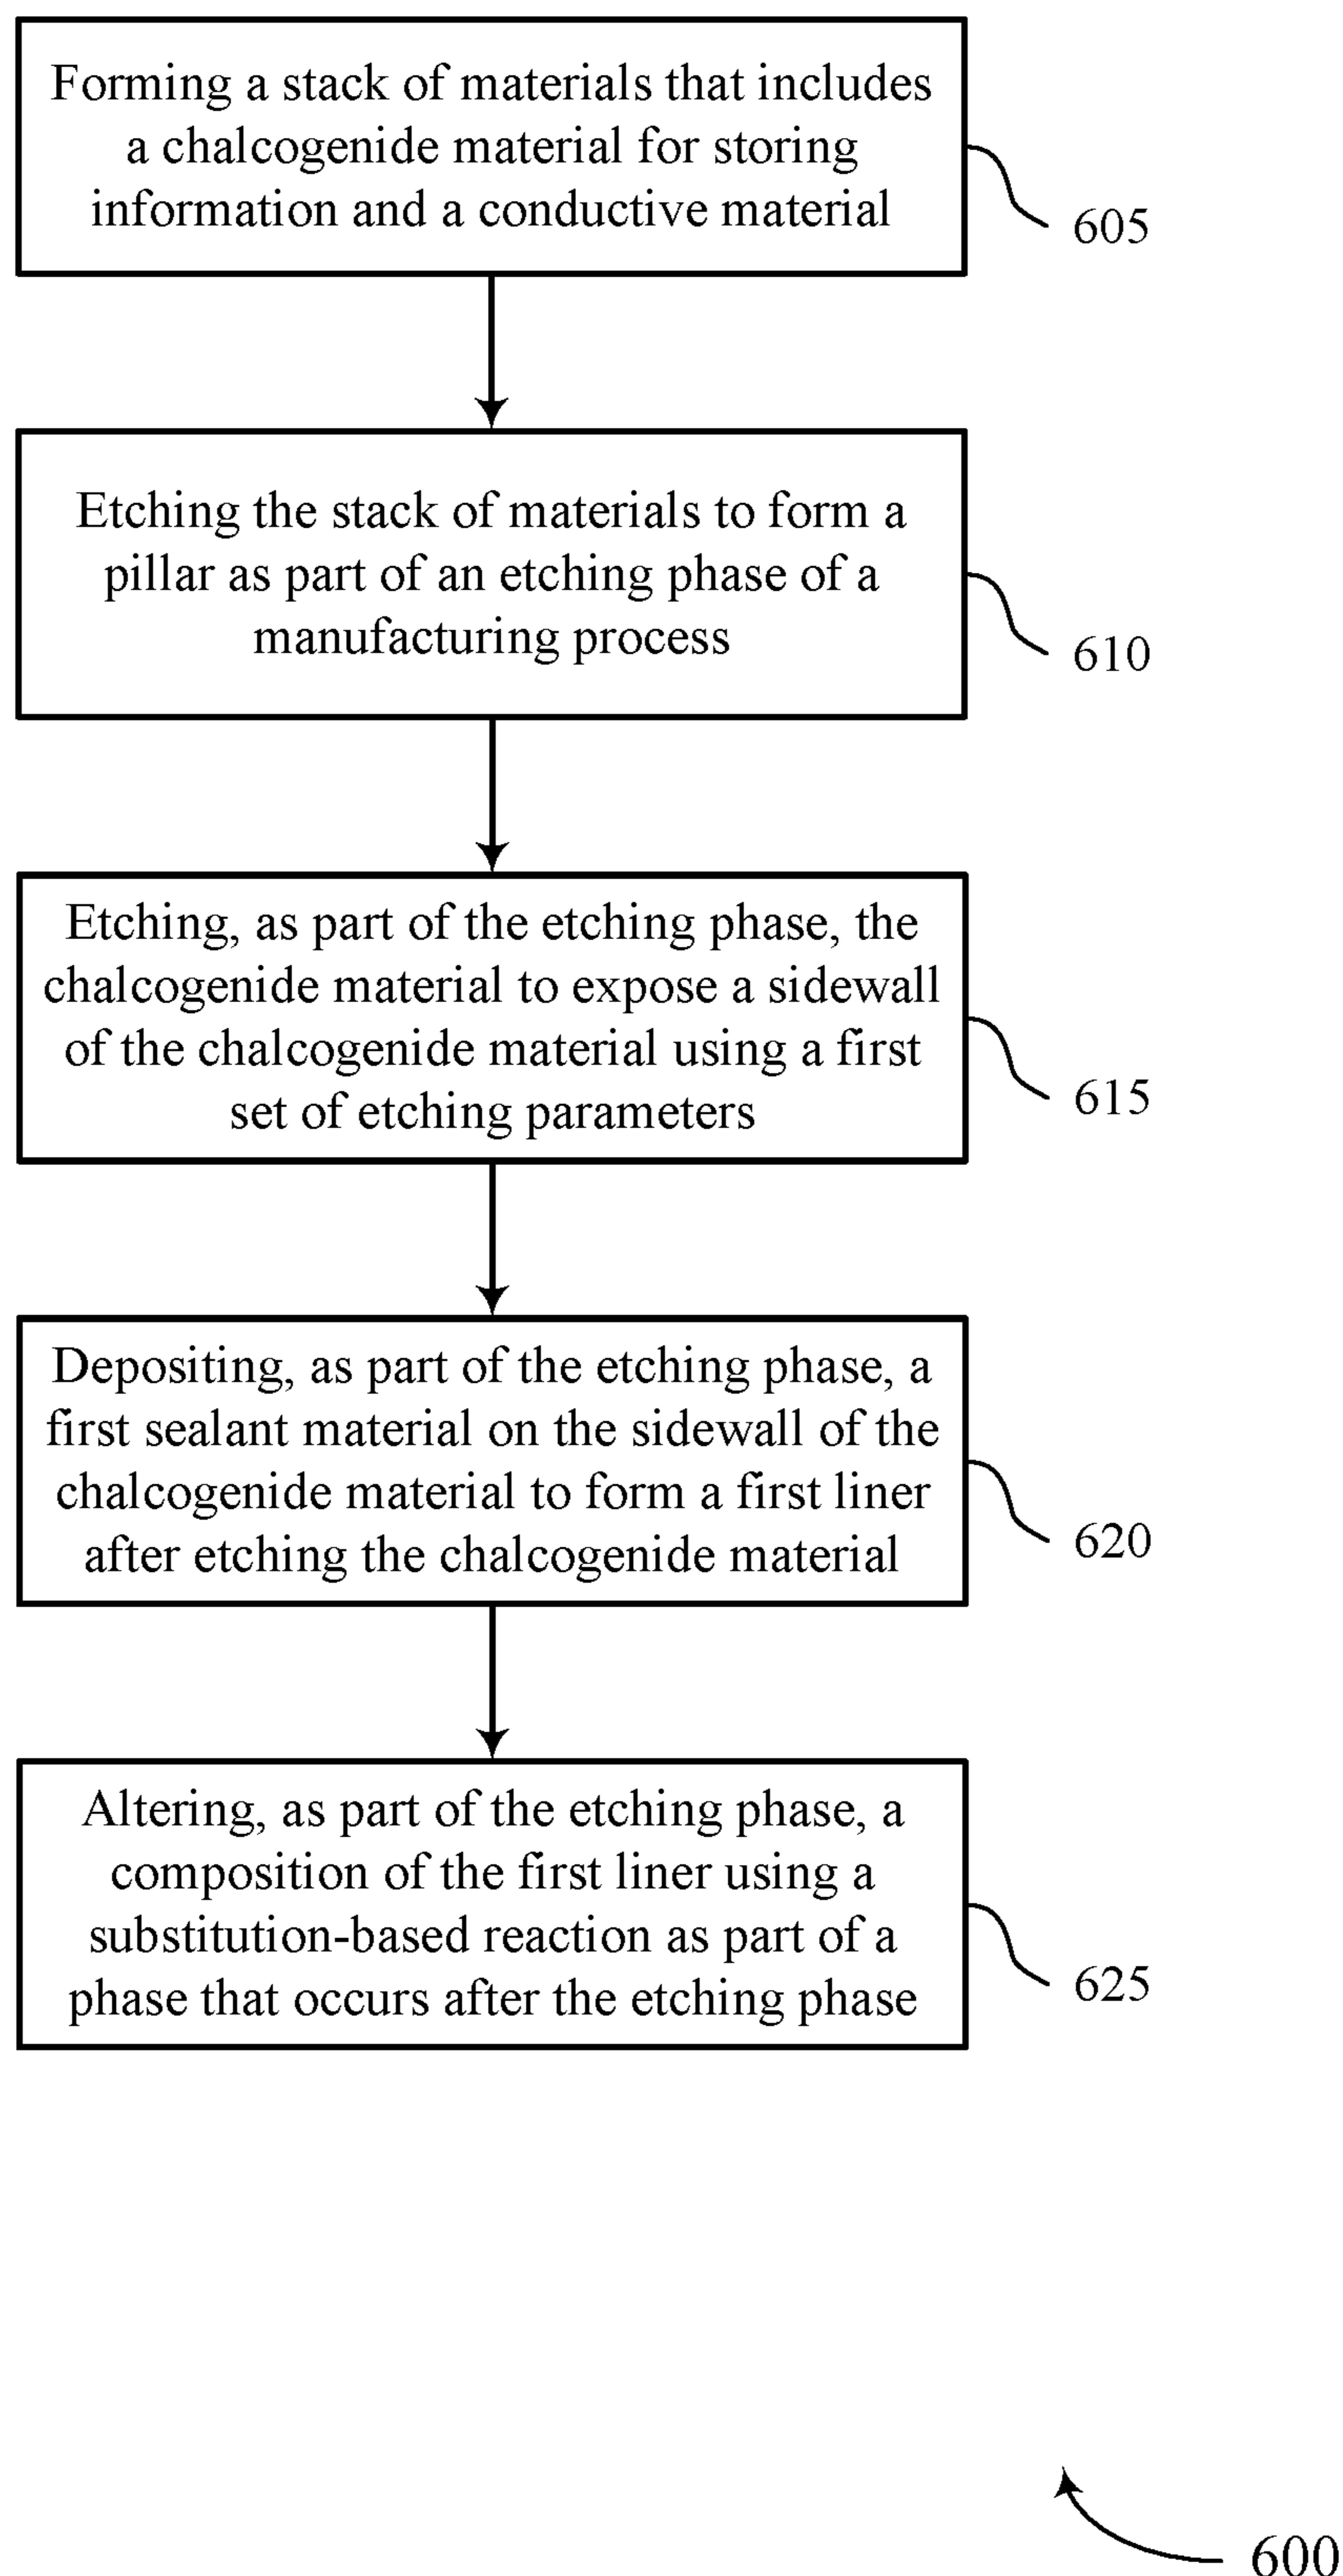 Forming a stack of materials that includes
a chalcogenide material for storing
information and a conductive material
605
Etching the stack of materials to form a
pillar as part of an etching phase of a
manufacturing process
610
Etching, as part of the etching phase, the
chalcogenide material to expose a sidewall
of the chalcogenide material using a first
set of etching parameters
615
Depositing, as part of the etching phase, a
first sealant material on the sidewall of the
chalcogenide material to form a first liner
after etching the chalcogenide material
620
Altering, as part of the etching phase, a
composition of the first liner using a
substitution-based reaction as part of a
phase that occurs after the etching phase
625
600